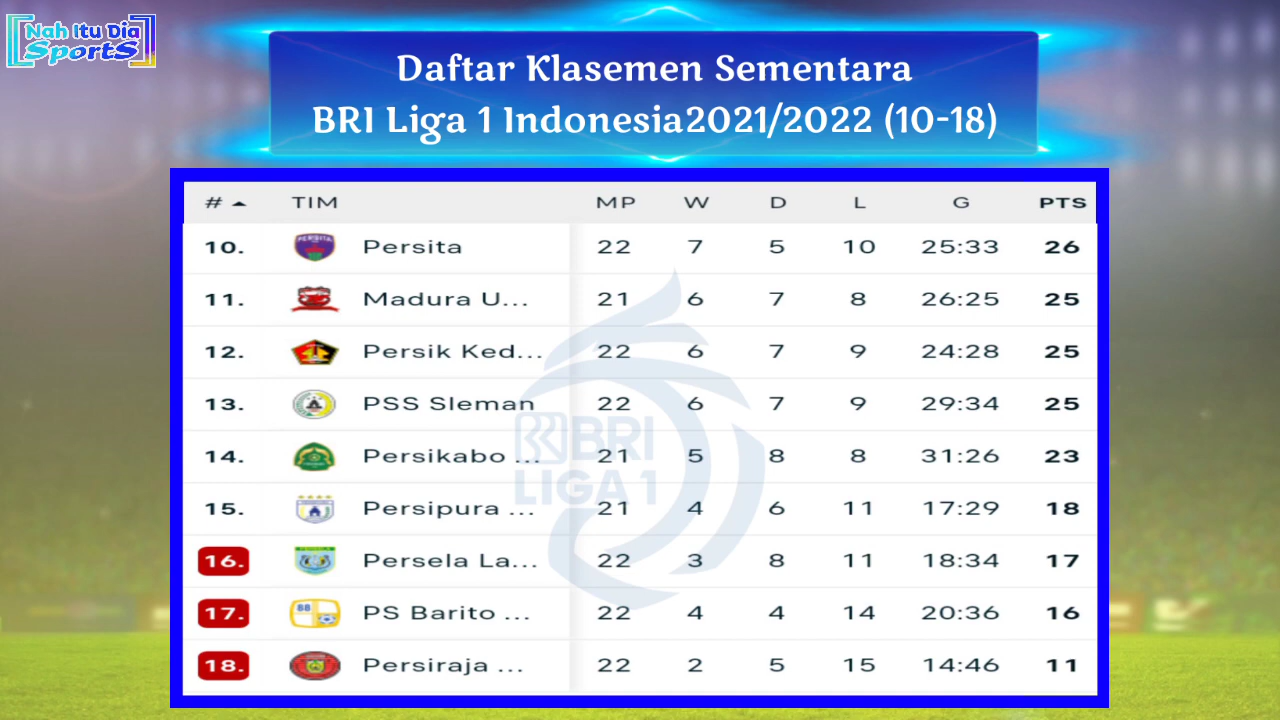 Nah Itu Dia
Sports
Daftar Klasemen Sementara
BRI Liga 1 Indonesia2021/2022 (10-18)
# TIM MP W D L G PTS
10. Persita 22 7 5 10 25:33 26
11. Madura U... 21 6 7 8 26:25 25
12. Persik Ked... 22 6 7 9 24:28 25
13. PSS Sleman 22 6 7 9 29:34 25
14. Persikabo ... 21 5 8 8 31:26 23
15. Persipura ... 21 4 6 11 17:29 18
16. Persela La... 22 3 8 11 18:34 17
17. PS Barito ... 22 4 4 14 20:36 16
18. Persiraja ... 22 2 5 15 14:46 11
BRI
LIGA 1
PERSITA
88